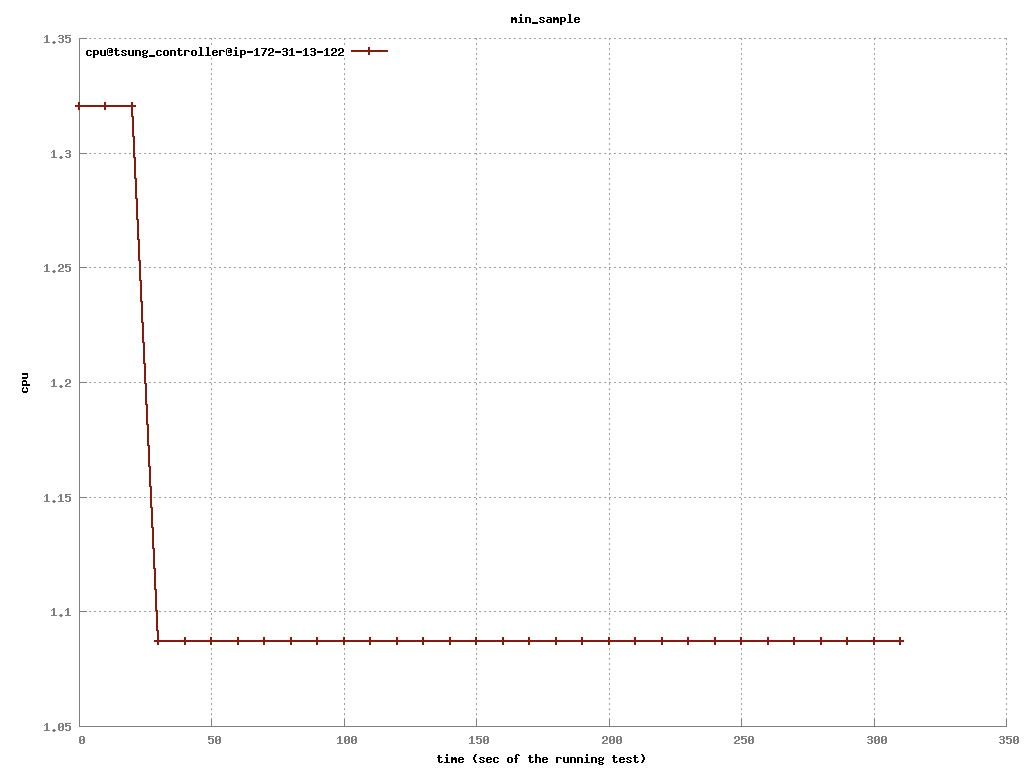 min_sample
cpu@tsung_controller@ip-172-31-13-122
1.35
1.3
1.25
1.2
1.15
1.1
1.05
cpu
0 50 100 150 200 250 300 350
time (sec of the running test)